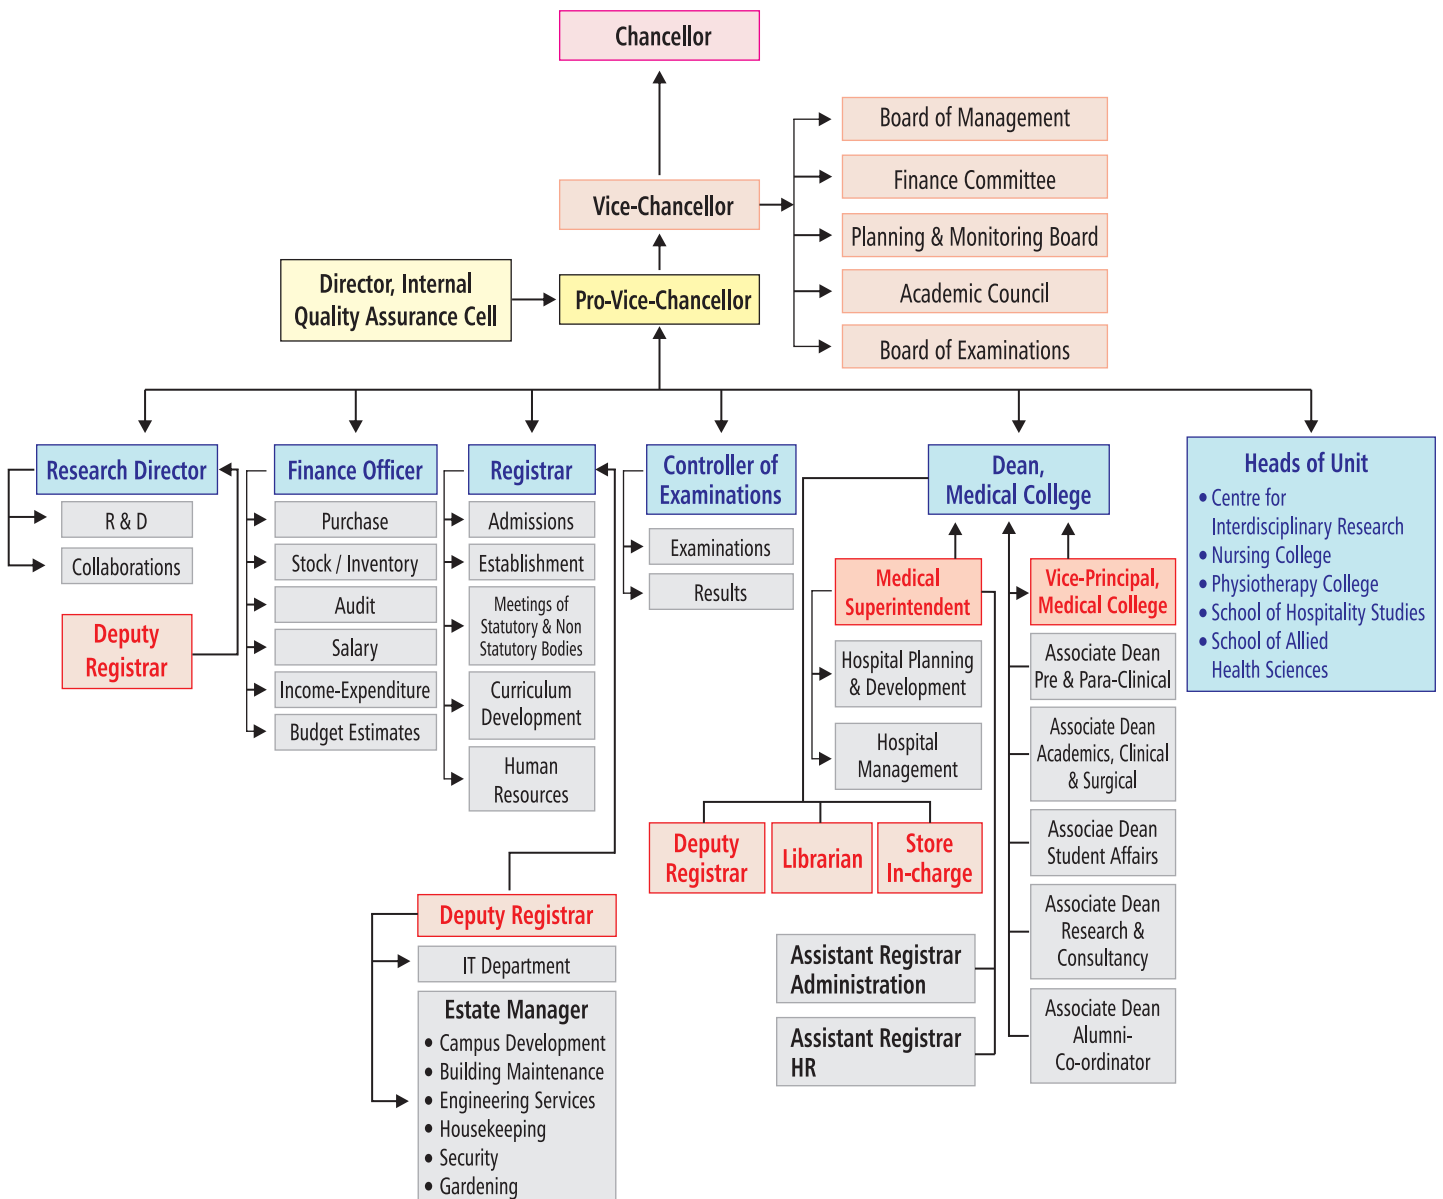 Chancellor
Vice-Chancellor
Board of Management
Finance Committee
Planning & Monitoring Board
Academic Council
Board of Examinations
Director, Internal
Quality Assurance Cell
Pro-Vice-Chancellor
Research Director
R & D
Collaborations
Deputy
Registrar
Finance Officer
Purchase
Stock / Inventory
Audit
Salary
Income-Expenditure
Budget Estimates
Registrar
Admissions
Establishment
Meetings of
Statutory & Non
Statutory Bodies
Curriculum
Development
Human
Resources
Deputy Registrar
IT Department
Estate Manager
• Campus Development
• Building Maintenance
• Engineering Services
• Housekeeping
• Security
• Gardening
Controller of
Examinations
Examinations
Results
Dean,
Medical College
Medical
Superintendent
Hospital Planning
& Development
Hospital
Management
Deputy
Registrar
Librarian
Store
In-charge
Assistant Registrar
Administration
Assistant Registrar
HR
Vice-Principal,
Medical College
Associate Dean
Pre & Para-Clinical
Associate Dean
Academics, Clinical
& Surgical
Associae Dean
Student Affairs
Associate Dean
Research &
Consultancy
Associate Dean
Alumni-
Co-ordinator
Heads of Unit
• Centre for
Interdisciplinary Research
• Nursing College
• Physiotherapy College
• School of Hospitality Studies
• School of Allied
Health Sciences